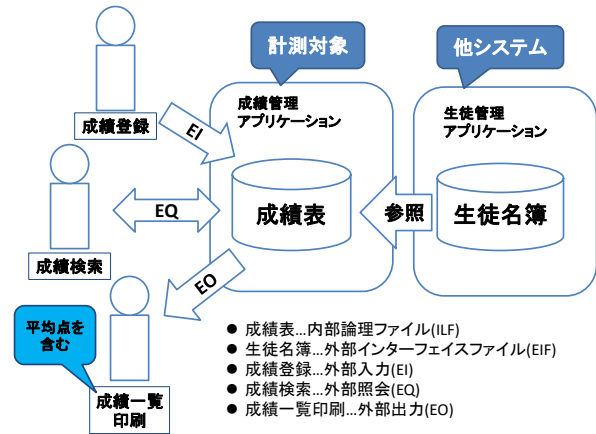 計測対象
他システム
成績管理
アプリケーション
生徒管理
アプリケーション
成績登録
EI
成績表
参照
生徒名簿
EQ
成績検索
EO
平均点を
含む
成績一覧
印刷
● 成績表…内部論理ファイル(ILF)
● 生徒名簿…外部インターフェイスファイル(EIF)
● 成績登録…外部入力(EI)
● 成績検索…外部照会(EQ)
● 成績一覧印刷…外部出力(EO)